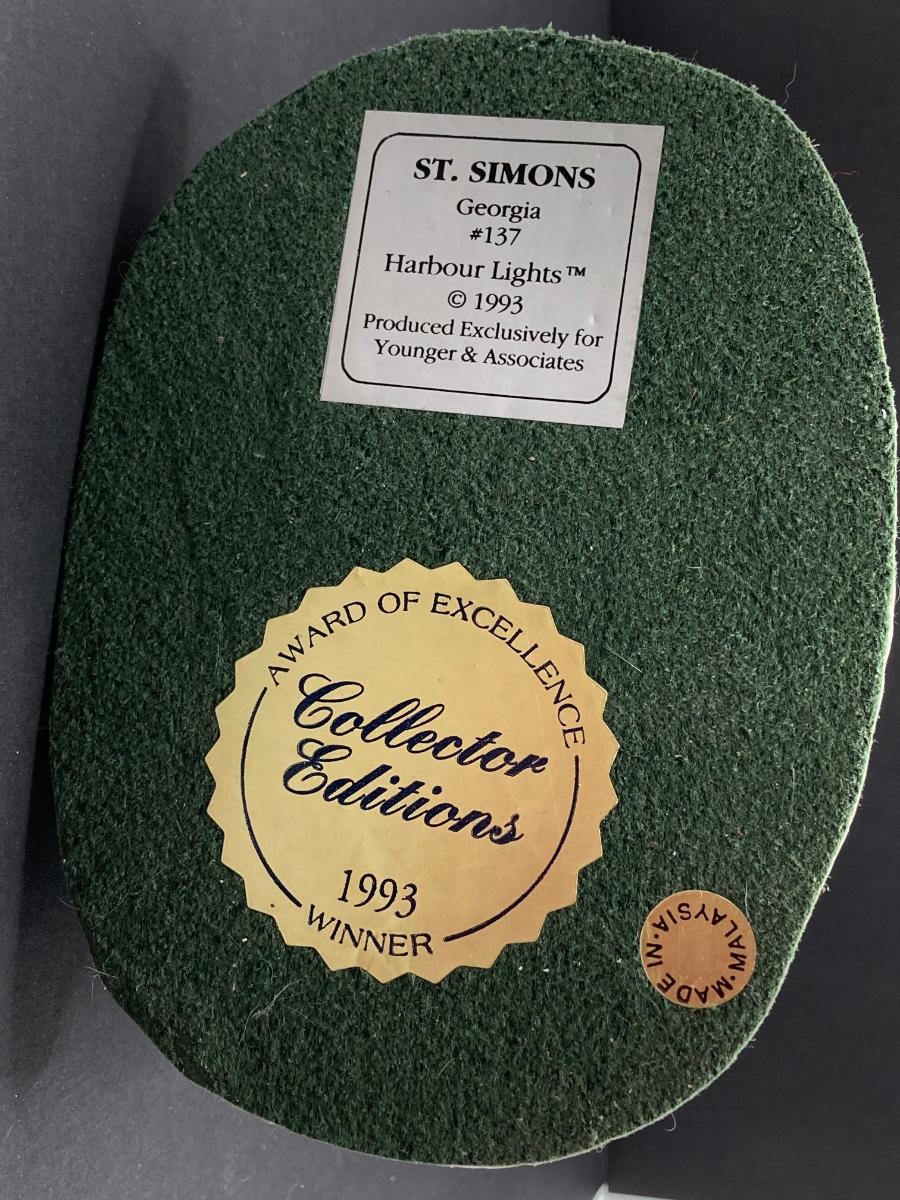 ST. SIMONS
Georgia
#137
Harbour Lights™
© 1993
Produced Exclusively for
Younger & Associates
AWARD OF EXCELLENCE
Collector
Editions
1993
WINNER
MADE·IN·MALAYSIA·